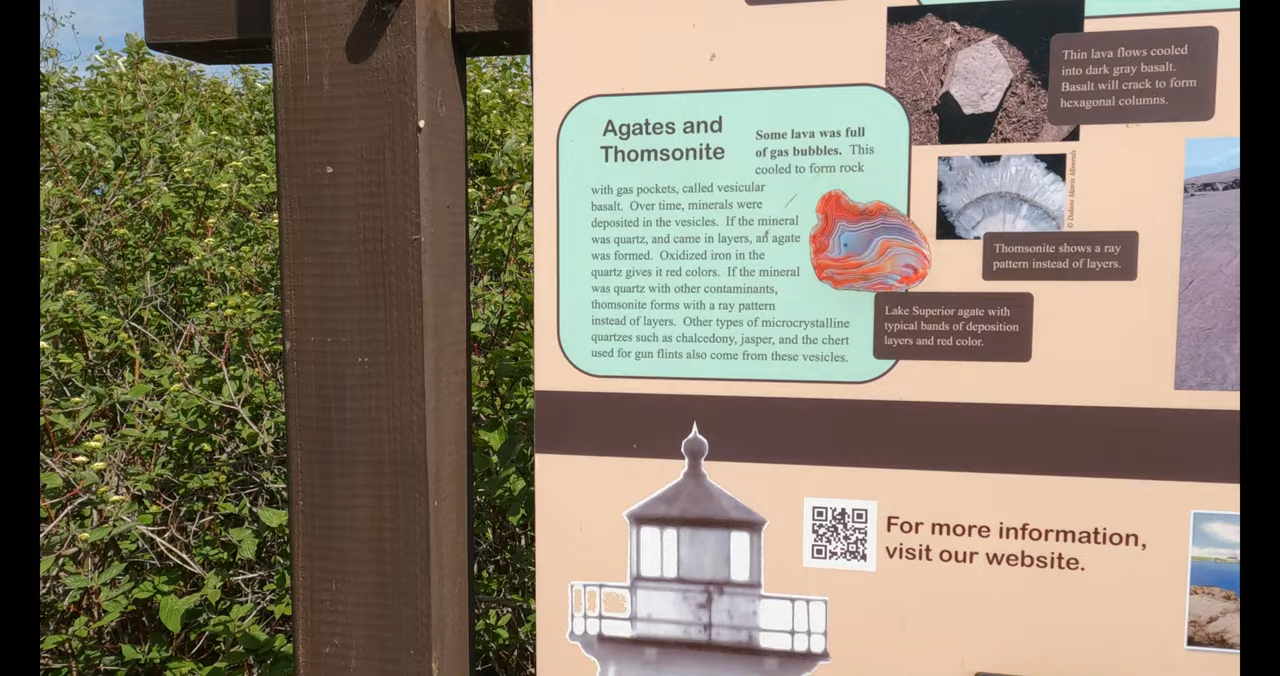 Thin lava flows cooled
into dark gray basalt.
Basalt will crack to form
hexagonal columns.
Agates and
Thomsonite
Some lava was full
of gas bubbles. This
cooled to form rock
with gas pockets, called vesicular
basalt. Over time, minerals were
deposited in the vesicles. If the mineral
was quartz, and came in layers, an agate
was formed. Oxidized iron in the
quartz gives it red colors. If the mineral
was quartz with other contaminants,
thomsonite forms with a ray pattern
instead of layers. Other types of microcrystalline
quartzes such as chalcedony, jasper, and the chert
used for gun flints also come from these vesicles.
© Dakota Matrix Minerals
Thomsonite shows a ray
pattern instead of layers.
Lake Superior agate with
typical bands of deposition
layers and red color.
For more information,
visit our website.